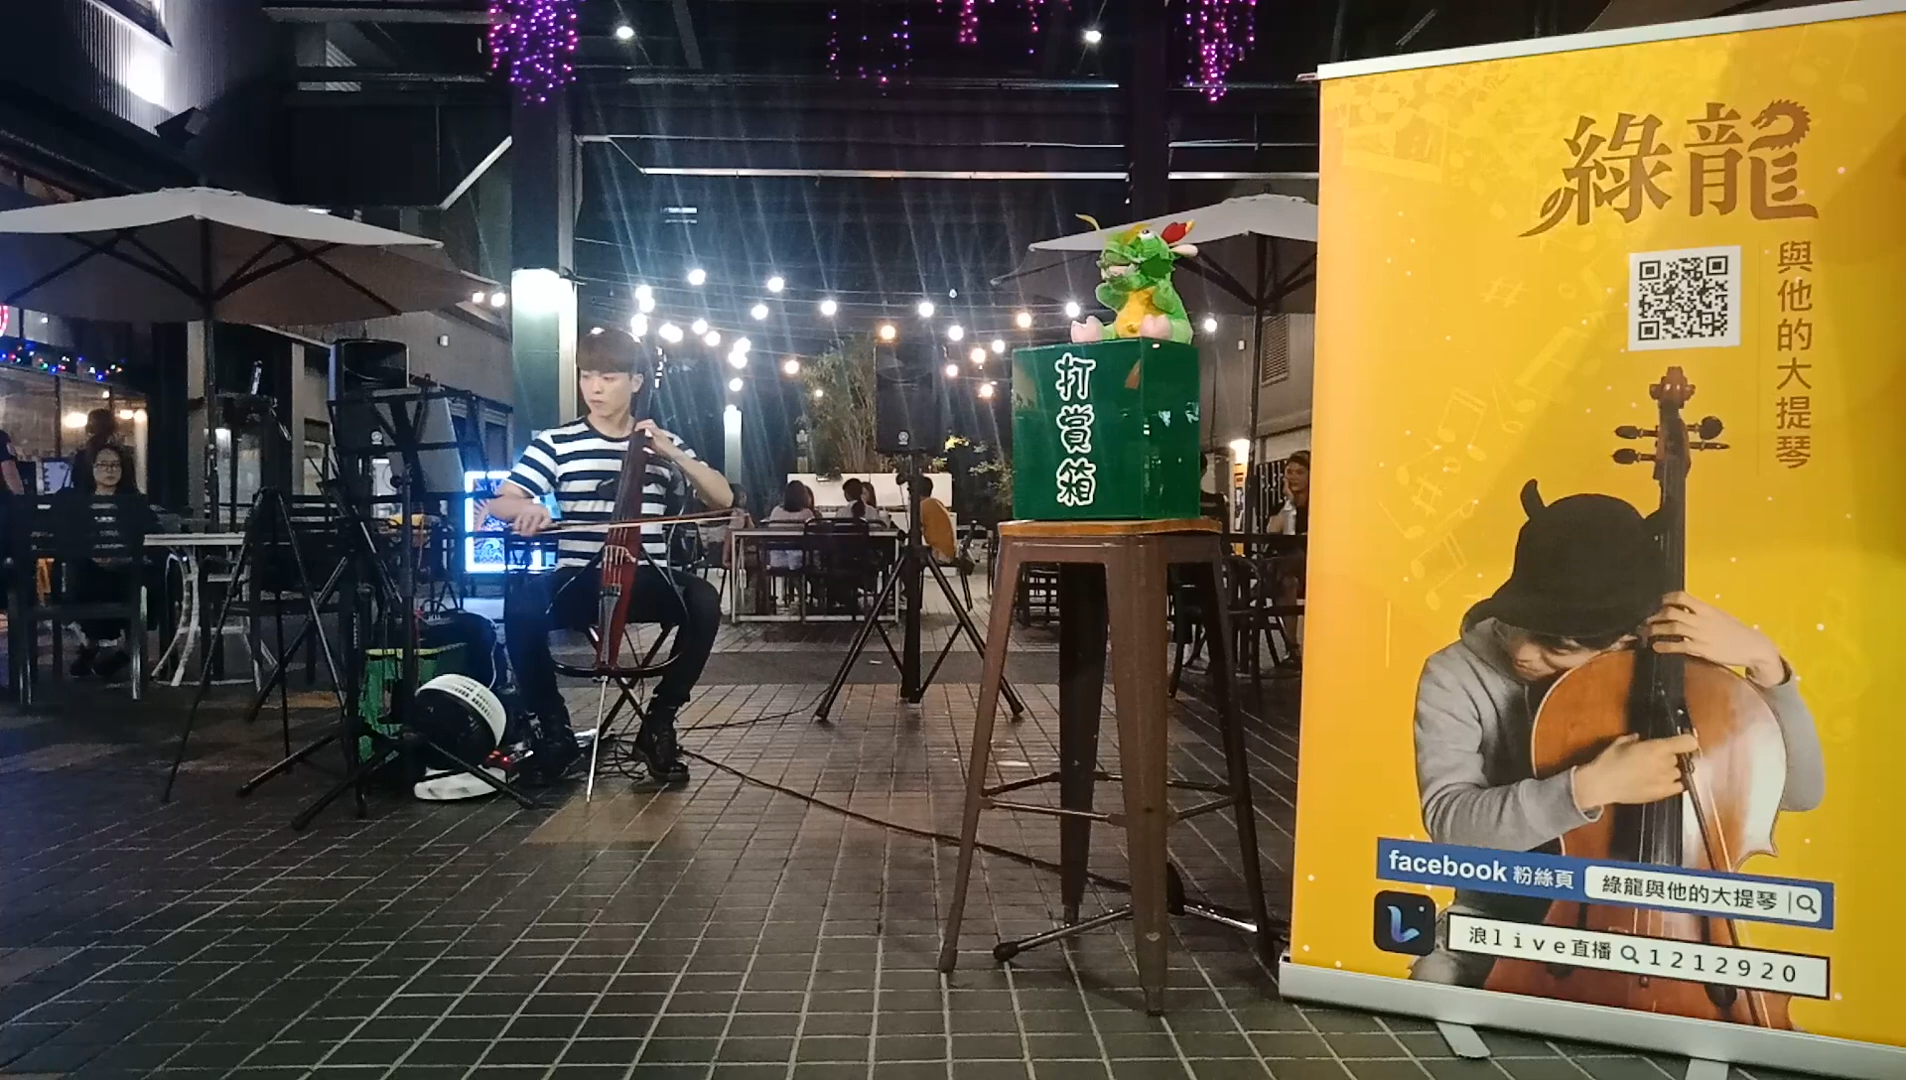 打賞箱
綠龍
與他的大提琴
facebook 粉絲頁 綠龍與他的大提琴
浪live直播 1212920